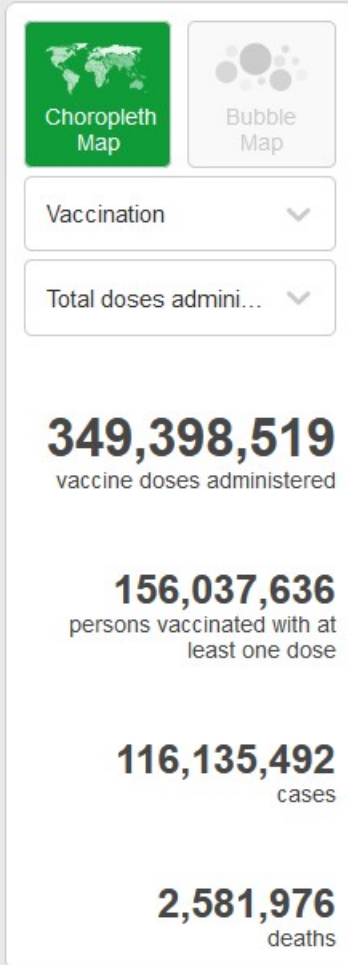 Choropleth
Map
Bubble
Map
Vaccination
Total doses admini...
349,398,519
vaccine doses administered
156,037,636
persons vaccinated with at
least one dose
116,135,492
cases
2,581,976
deaths